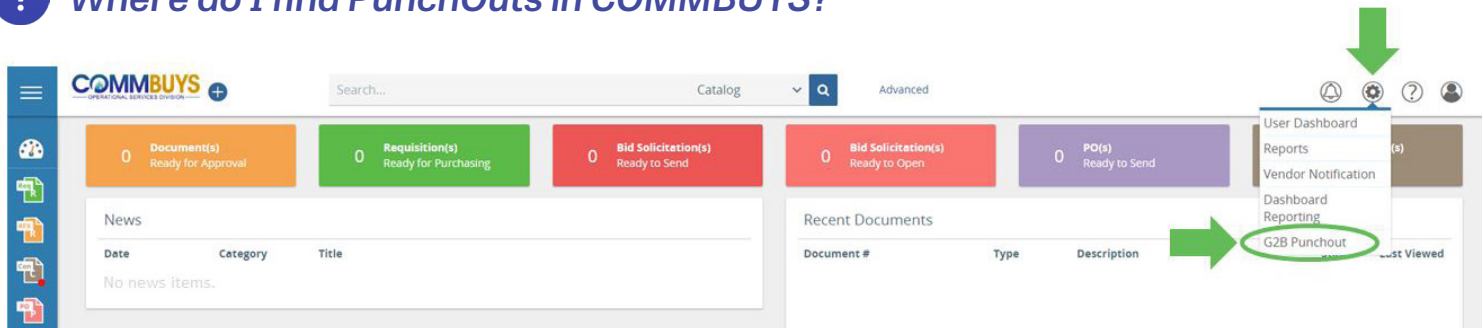 ? Where do I find PunchOuts in COMMBUYS?
COMMBUYS
OPERATIONAL SERVICES DIVISION
Search...
Catalog
Advanced
?
User Dashboard
Reports
Vendor Notification
Dashboard
Reporting
G2B Punchout
0 Document(s)
Ready for Approval
0 Requisition(s)
Ready for Purchasing
0 Bid Solicitation(s)
Ready to Send
0 Bid Solicitation(s)
Ready to Open
0 PO(s)
Ready to Send
(s)
Req R
R
Con C
PO P
News
Date Category Title
No news items.
Recent Documents
Document # Type Description Last Viewed